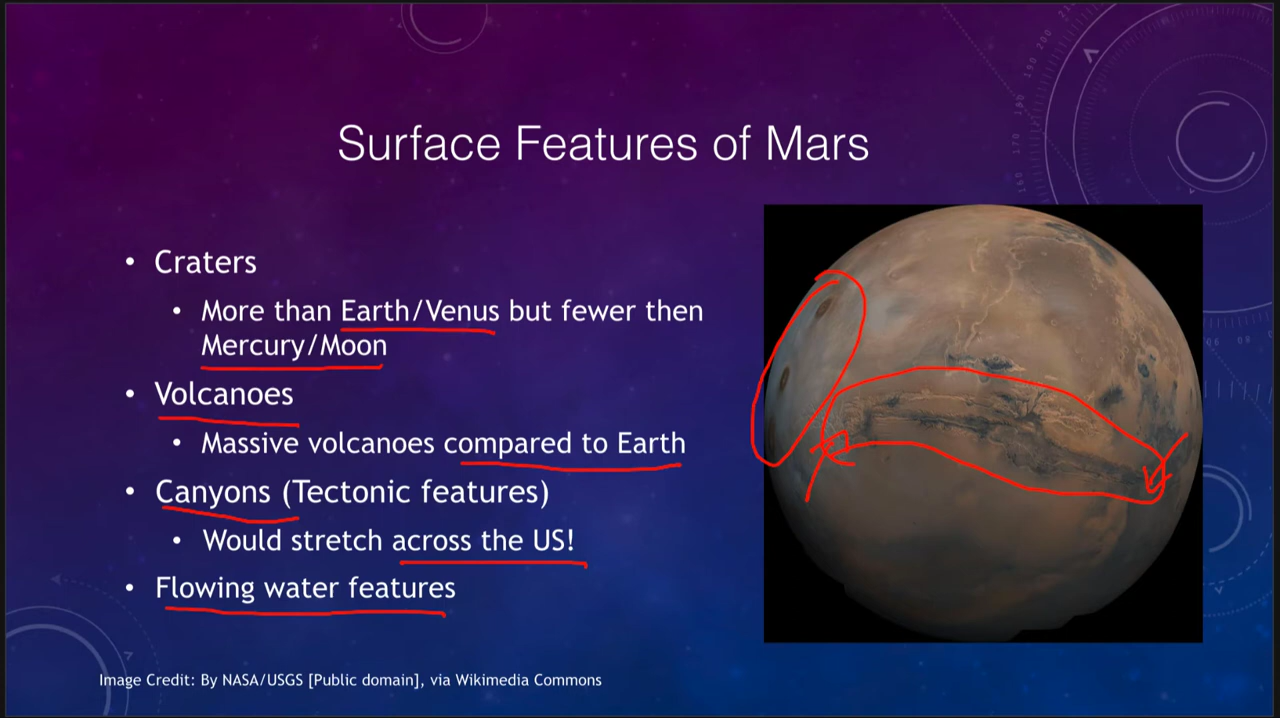 Surface Features of Mars
• Craters
• More than Earth/Venus but fewer then
Mercury/Moon
• Volcanoes
• Massive volcanoes compared to Earth
• Canyons (Tectonic features)
• Would stretch across the US!
• Flowing water features
Image Credit: By NASA/USGS [Public domain], via Wikimedia Commons